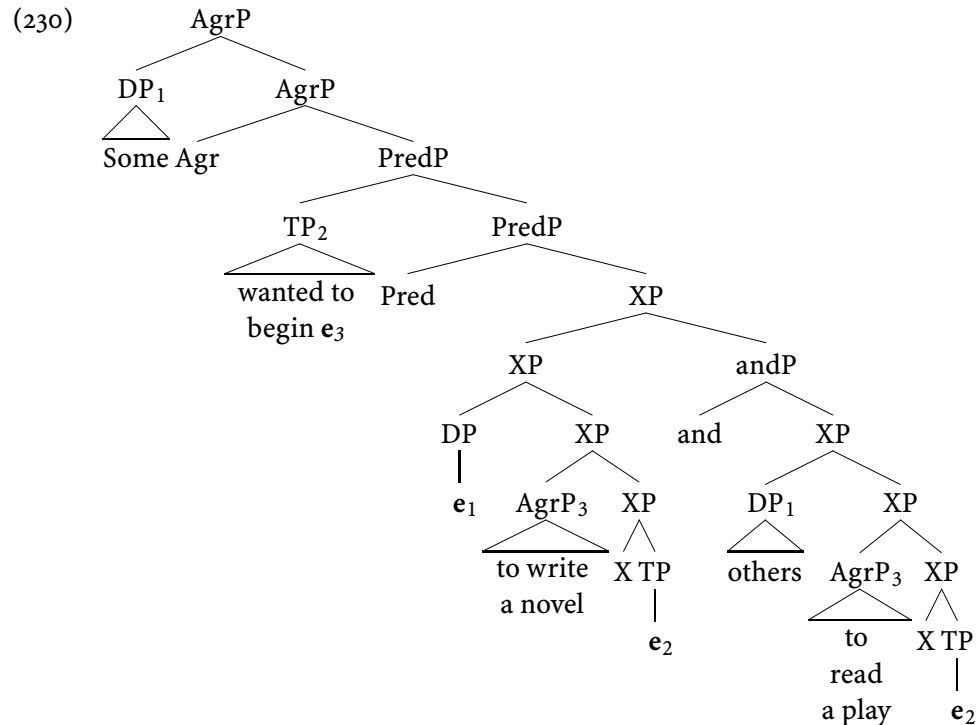 (230) AgrP
DP₁ AgrP
Some Agr PredP
TP₂ PredP
wanted to Pred XP
begin e₃
XP andP
DP XP and XP
e₁ AgrP₃ XP DP₁ XP
to write X TP others AgrP₃ XP
a novel
e₂ to X TP
read
a play e₂